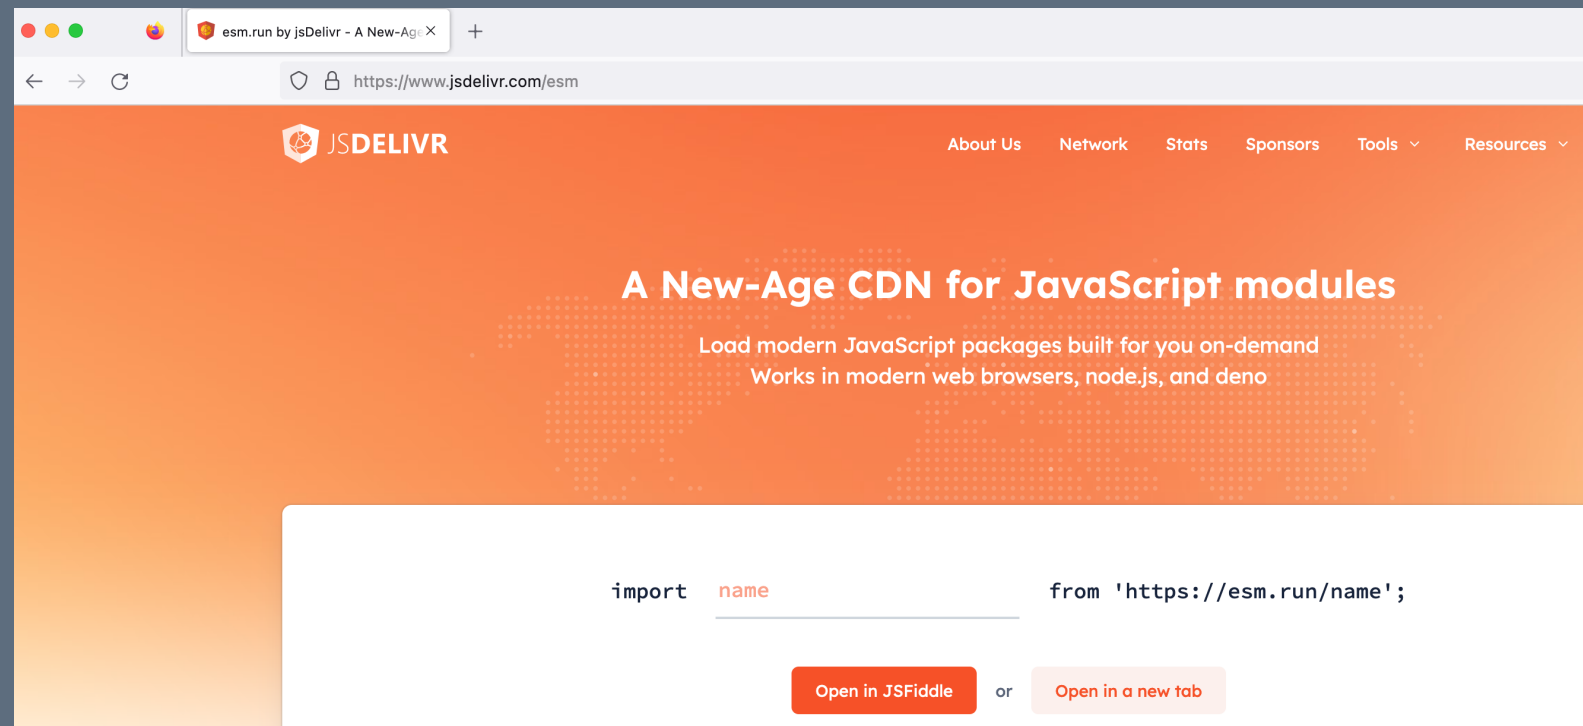 esm.run by jsDelivr - A New-Age
https://www.jsdelivr.com/esm
JSDELIVR
About Us Network Stats Sponsors Tools Resources
A New-Age CDN for JavaScript modules
Load modern JavaScript packages built for you on-demand
Works in modern web browsers, node.js, and deno
import name from 'https://esm.run/name';
Open in JSFiddle or Open in a new tab